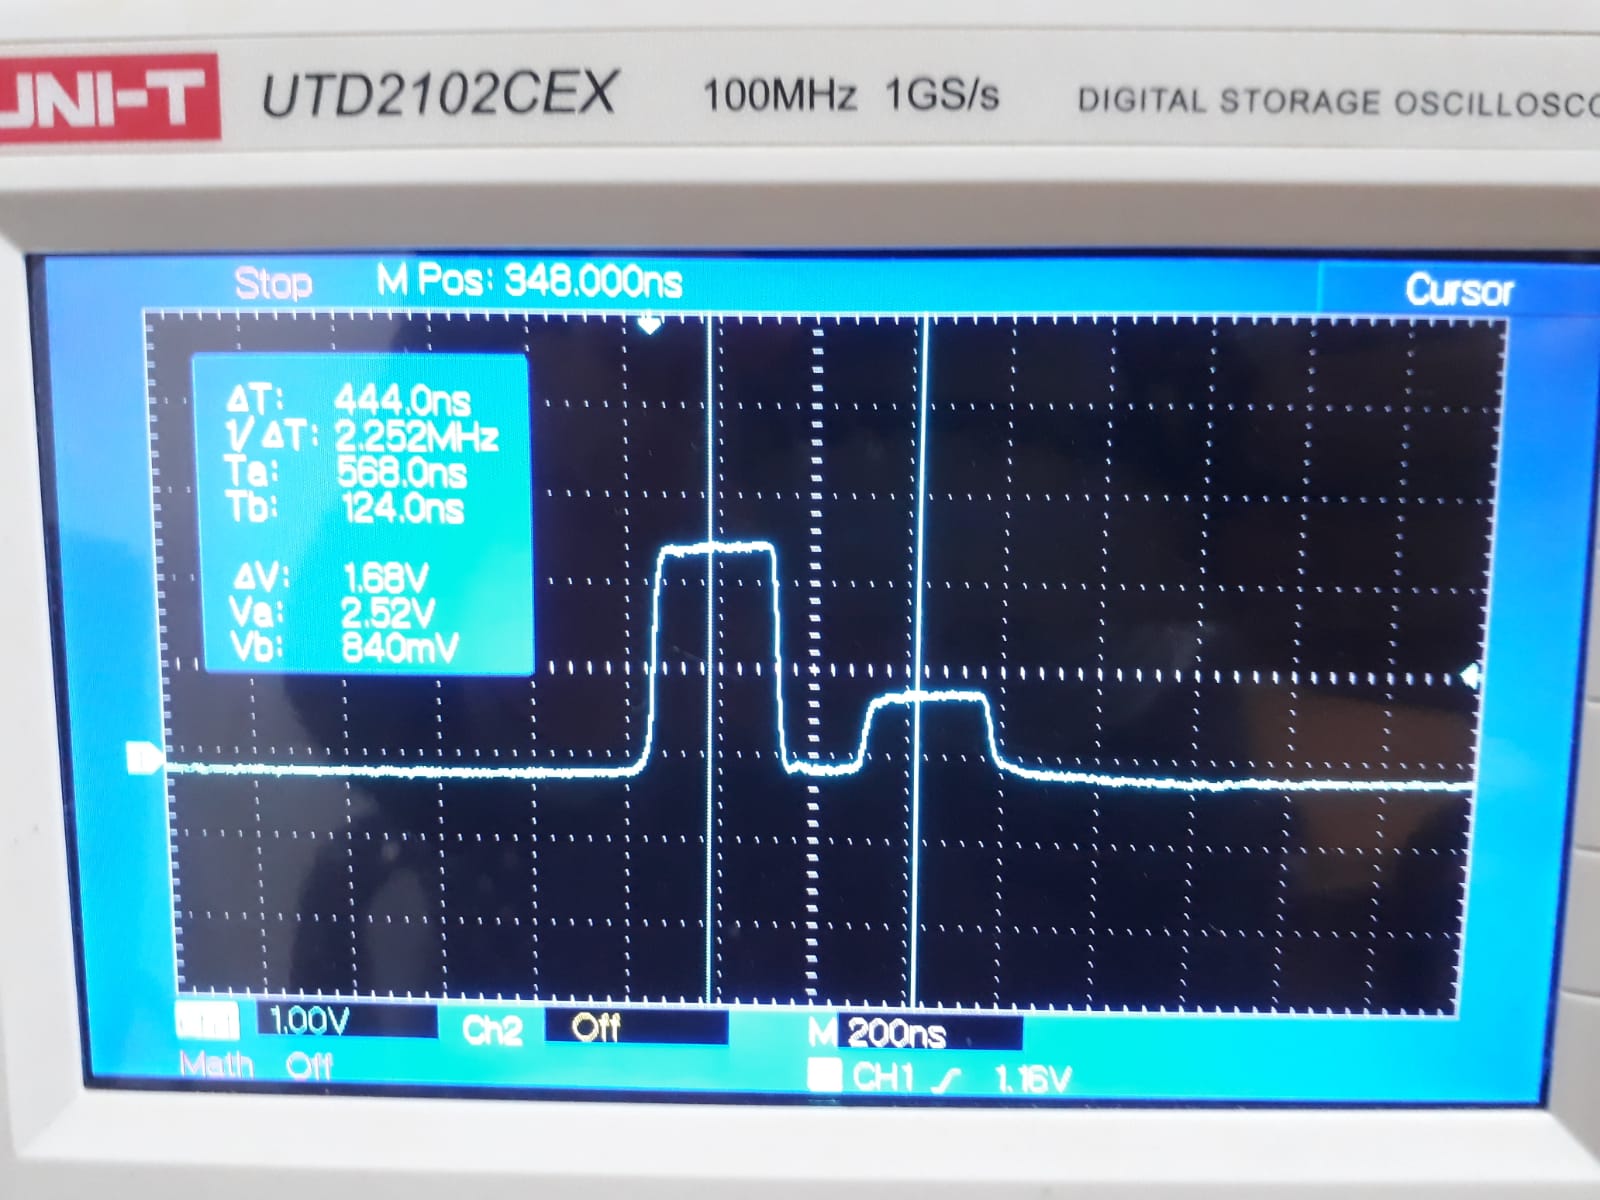 UNI-T UTD2102CEX 100MHz 1GS/s DIGITAL STORAGE
Stop M Pos: 348.000ns Cursor
ΔT: 444.0ns
1/ΔT: 2.252MHz
Ta: 568.0ns
Tb: 124.0ns
ΔV: 1.68V
Va: 2.52V
Vb: 840mV
1.00V Ch2 Off M 200ns
Math Off CH1 1.16V